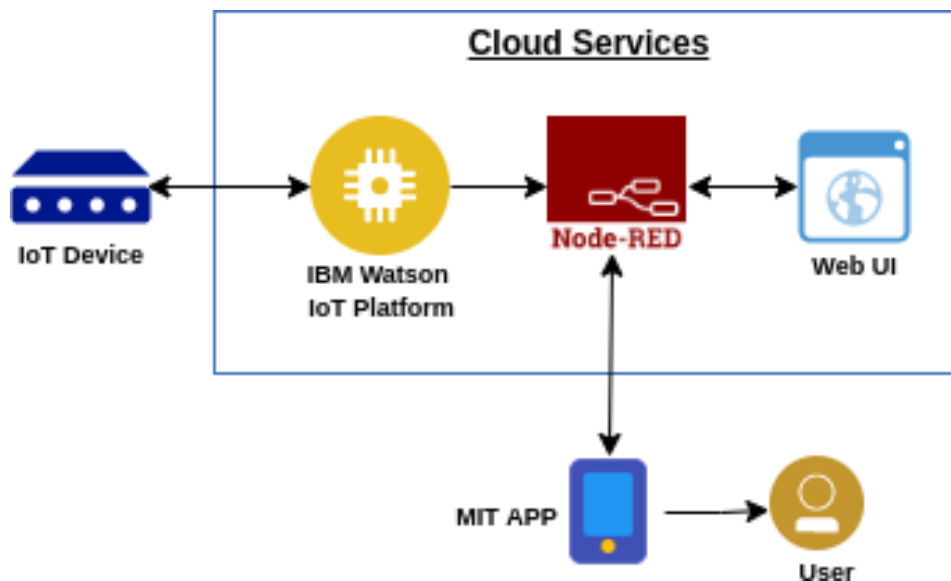 Cloud Services
IoT Device
IBM Watson
IoT Platform
Node-RED
Web UI
MIT APP
User